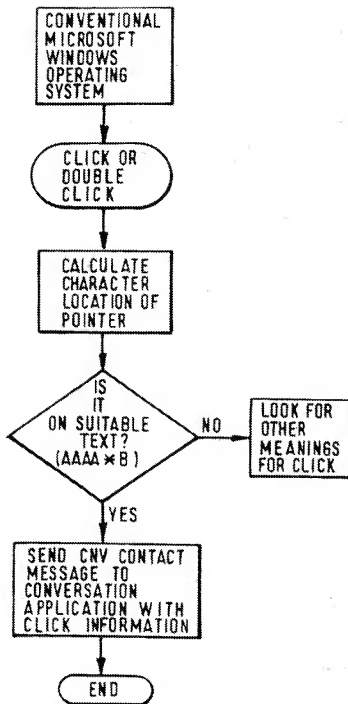 CONVENTIONAL
MICROSOFT
WINDOWS
OPERATING
SYSTEM
CLICK OR
DOUBLE
CLICK
CALCULATE
CHARACTER
LOCATION OF
POINTER
IS
IT
ON SUITABLE
TEXT?
(AAAA*B)
NO
LOOK FOR
OTHER
MEANINGS
FOR CLICK
YES
SEND CNV CONTACT
MESSAGE TO
CONVERSATION
APPLICATION WITH
CLICK INFORMATION
END